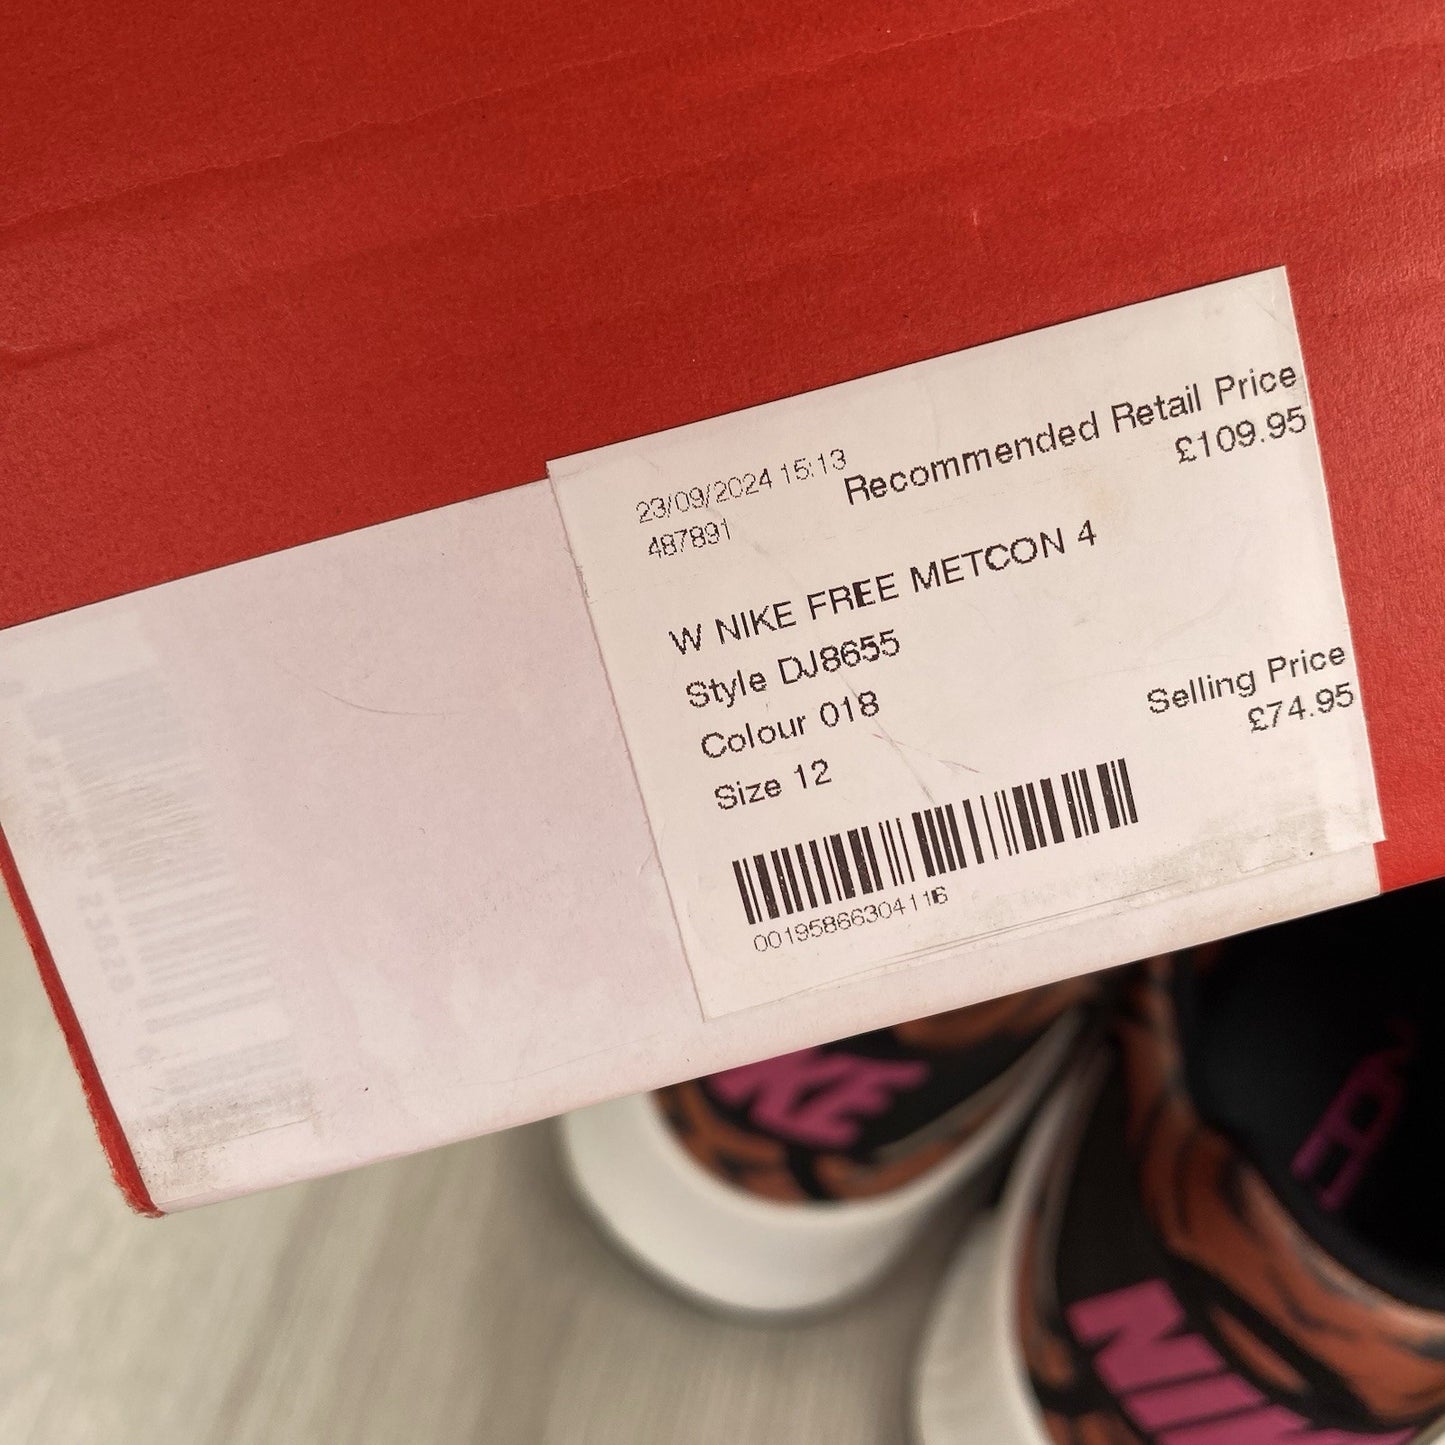 23/09/2024 15:13
487891
Recommended Retail Price
£109.95
W NIKE FREE METCON 4
Style DJ8655
Colour 018
Size 12
Selling Price
£74.95
00195866304116